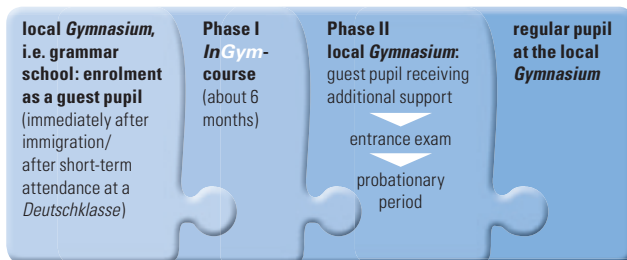 local Gymnasium,
i.e. grammar
school: enrolment
as a guest pupil
(immediately after
immigration/
after short-term
attendance at a
Deutschklasse)
Phase I
InGym-
course
(about 6
months)
Phase II
local Gymnasium:
guest pupil receiving
additional support
entrance exam
probationary
period
regular pupil
at the local
Gymnasium